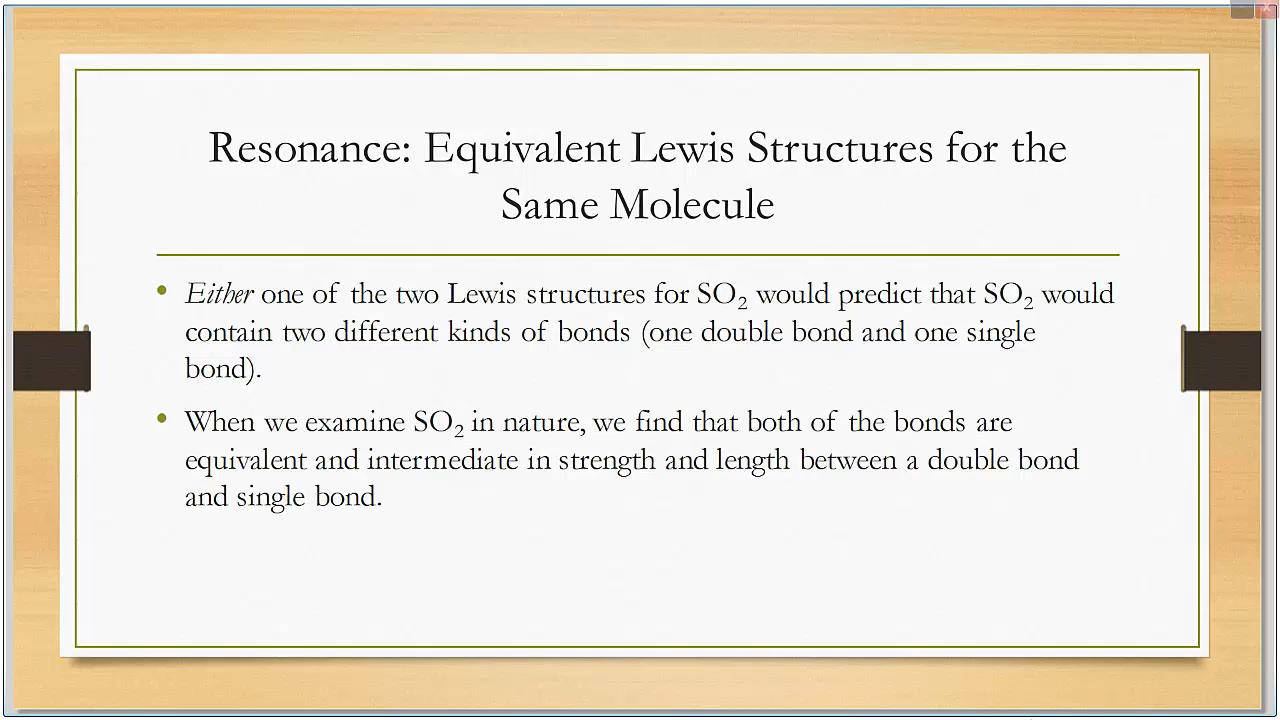 Resonance: Equivalent Lewis Structures for the
Same Molecule
• Either one of the two Lewis structures for SO₂ would predict that SO₂ would
contain two different kinds of bonds (one double bond and one single
bond).
• When we examine SO₂ in nature, we find that both of the bonds are
equivalent and intermediate in strength and length between a double bond
and single bond.